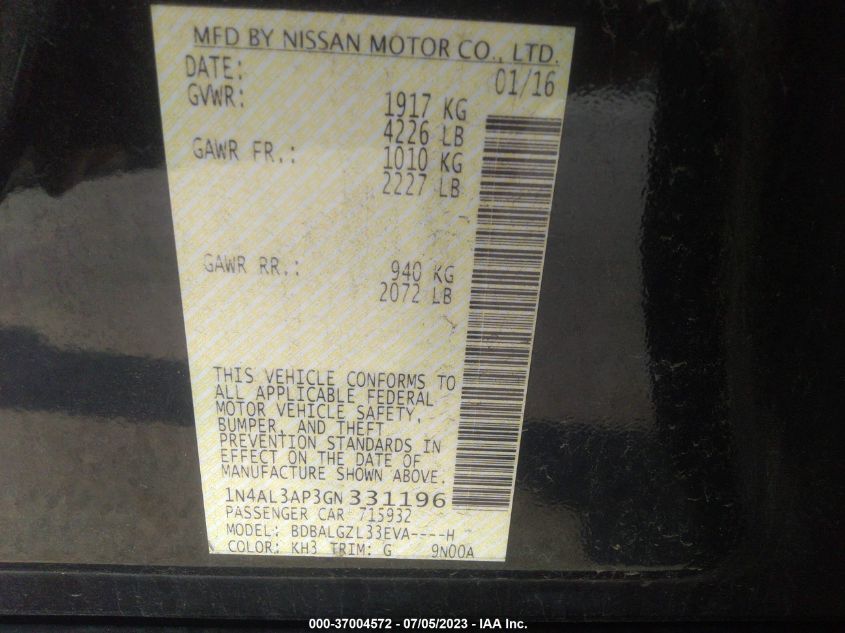 MFD BY NISSAN MOTOR CO., LTD.
DATE: 01/16
GVWR: 1917 KG
4226 LB
GAWR FR.: 1010 KG
2227 LB
GAWR RR.: 940 KG
2072 LB
THIS VEHICLE CONFORMS TO
ALL APPLICABLE FEDERAL
MOTOR VEHICLE SAFETY,
BUMPER, AND THEFT
PREVENTION STANDARDS IN
EFFECT ON THE DATE OF
MANUFACTURE SHOWN ABOVE.
1N4AL3AP3GN331196
PASSENGER CAR 715932
MODEL: BDBALGZL33EVA----H
COLOR: KH3 TRIM: G 9N00A
000-37004572 - 07/05/2023 - IAA Inc.